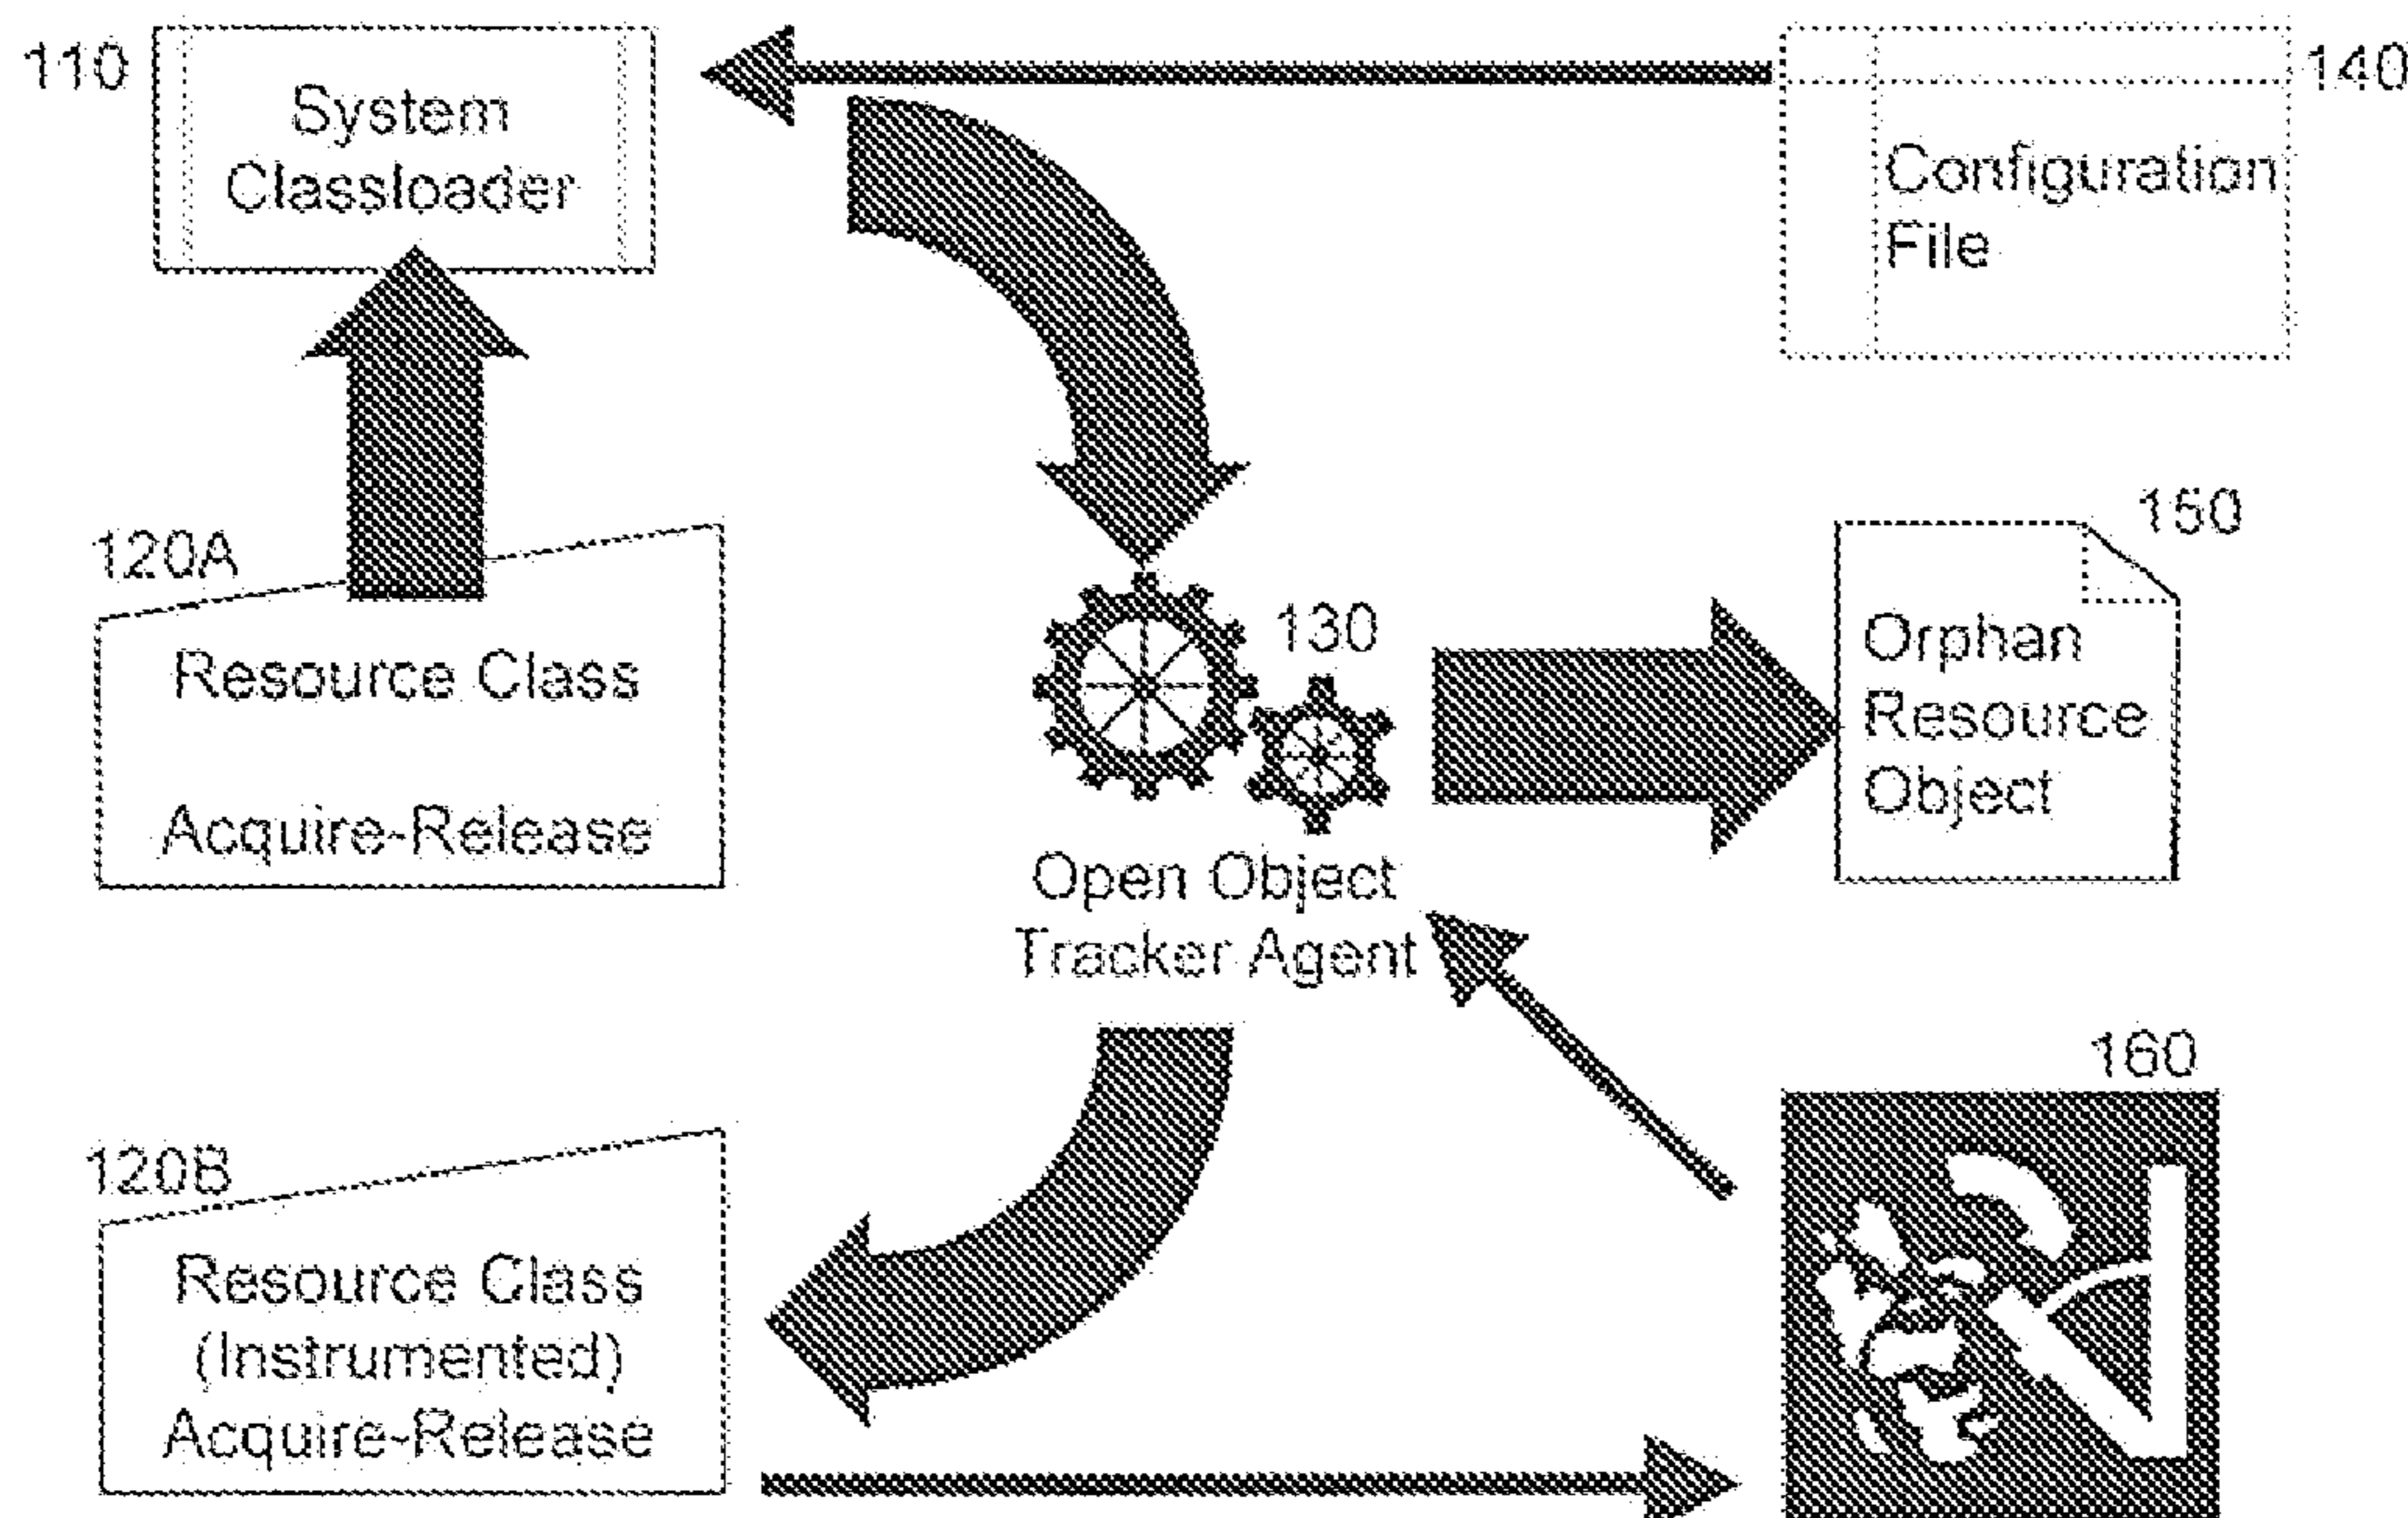 110
System
Classloader
140
Configuration
File
120A
Resource Class
Acquire-Release
130
Open Object
Tracker Agent
150
Orphan
Resource
Object
120B
Resource Class
(Instrumented)
Acquire-Release
160